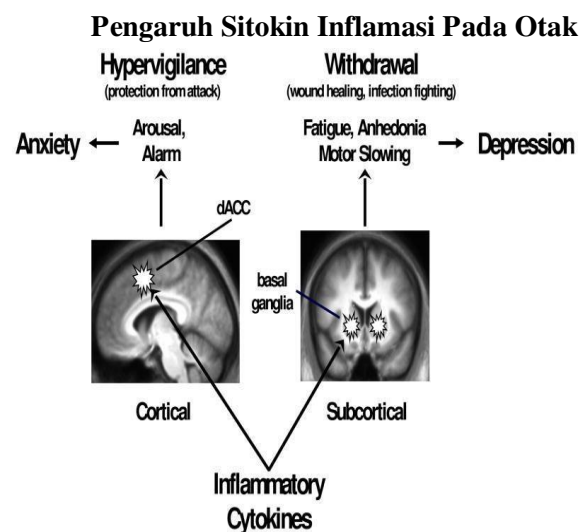 Pengaruh Sitokin Inflamasi Pada Otak
Hypervigilance
(protection from attack)
Withdrawal
(wound healing, infection fighting)
Anxiety
Arousal,
Alarm
Fatigue, Anhedonia
Motor Slowing
Depression
dACC
basal
ganglia
Cortical
Subcortical
Inflammatory
Cytokines